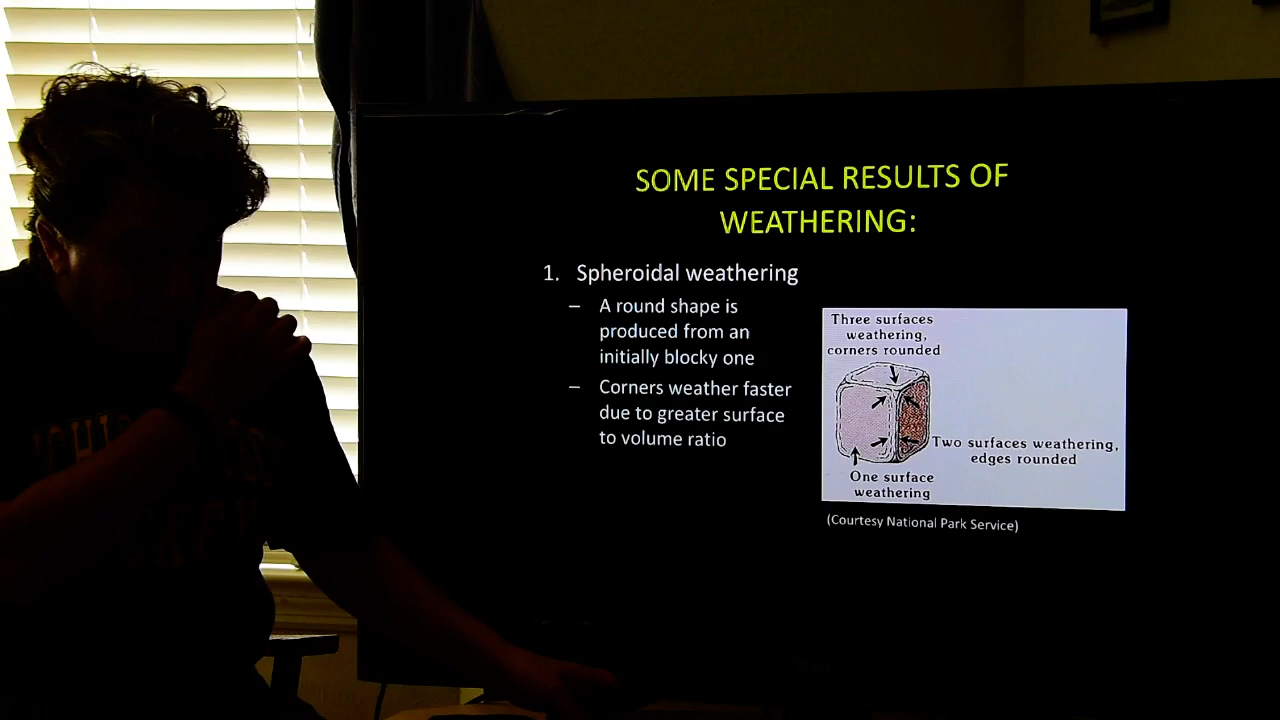 SOME SPECIAL RESULTS OF
WEATHERING:
1. Spheroidal weathering
– A round shape is
produced from an
initially blocky one
– Corners weather faster
due to greater surface
to volume ratio
Three surfaces
weathering,
corners rounded
Two surfaces weathering,
edges rounded
One surface
weathering
(Courtesy National Park Service)